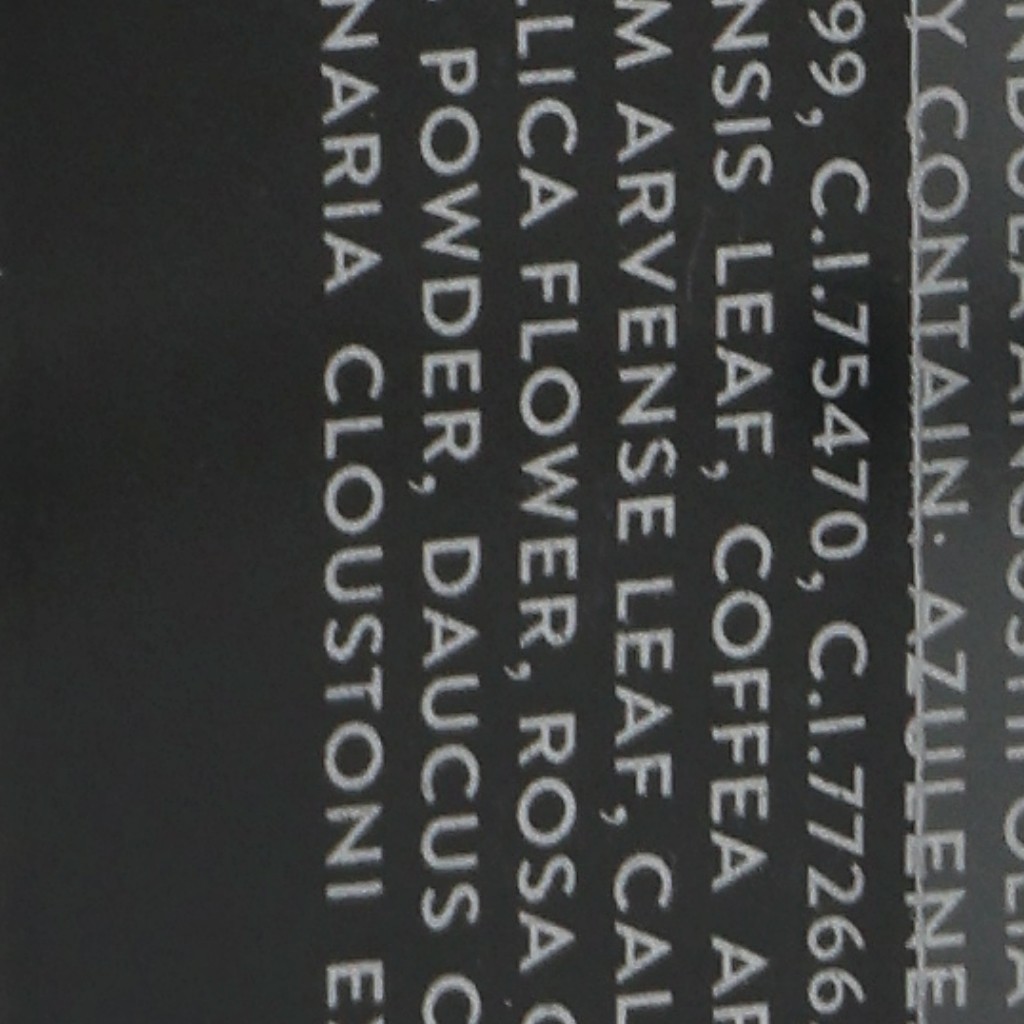 ANGUSTIFOLIA
Y CONTAIN. AZULENE
99, C.I.75470, C.I.77266
NSIS LEAF, COFFEA AR
M ARVENSE LEAF, CAL
LICA FLOWER, ROSA
POWDER, DAUCUS C
NARIA CLOUSTONI E